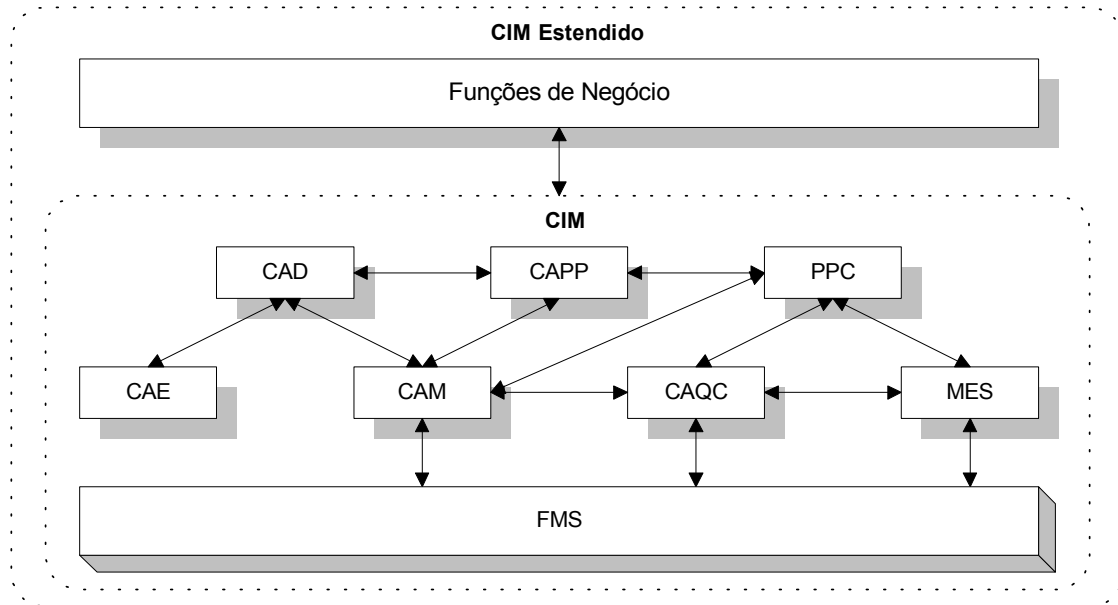 CIM Estendido
Funções de Negócio
CIM
CAD
CAPP
PPC
CAE
CAM
CAQC
MES
FMS